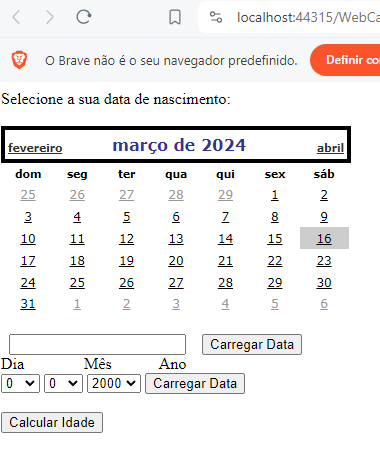 localhost:44315/WebCa
O Brave não é o seu navegador predefinido.
Definir co
Selecione a sua data de nascimento:
fevereiro março de 2024 abril
dom seg ter qua qui sex sáb
25 26 27 28 29 1 2
3 4 5 6 7 8 9
10 11 12 13 14 15 16
17 18 19 20 21 22 23
24 25 26 27 28 29 30
31 1 2 3 4 5 6
Carregar Data
Dia Mês Ano
0 0 2000 Carregar Data
Calcular Idade